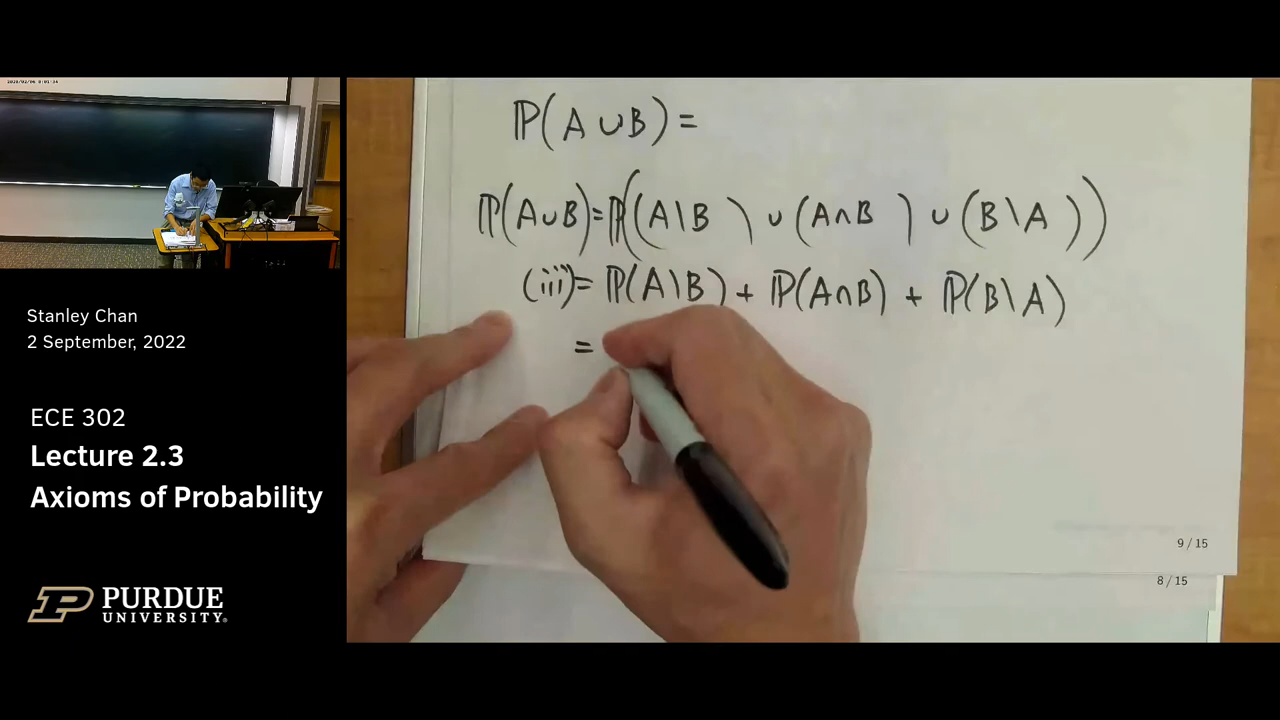 Stanley Chan
2 September, 2022
ECE 302
Lecture 2.3
Axioms of Probability
PURDUE
UNIVERSITY.
ℙ(A∪B)=
ℙ(A∪B)=ℙ((A\B) ∪ (A∩B) ∪ (B\A))
(iii)= ℙ(A\B) + ℙ(A∩B) + ℙ(B\A)
=
9 / 15
8 / 15